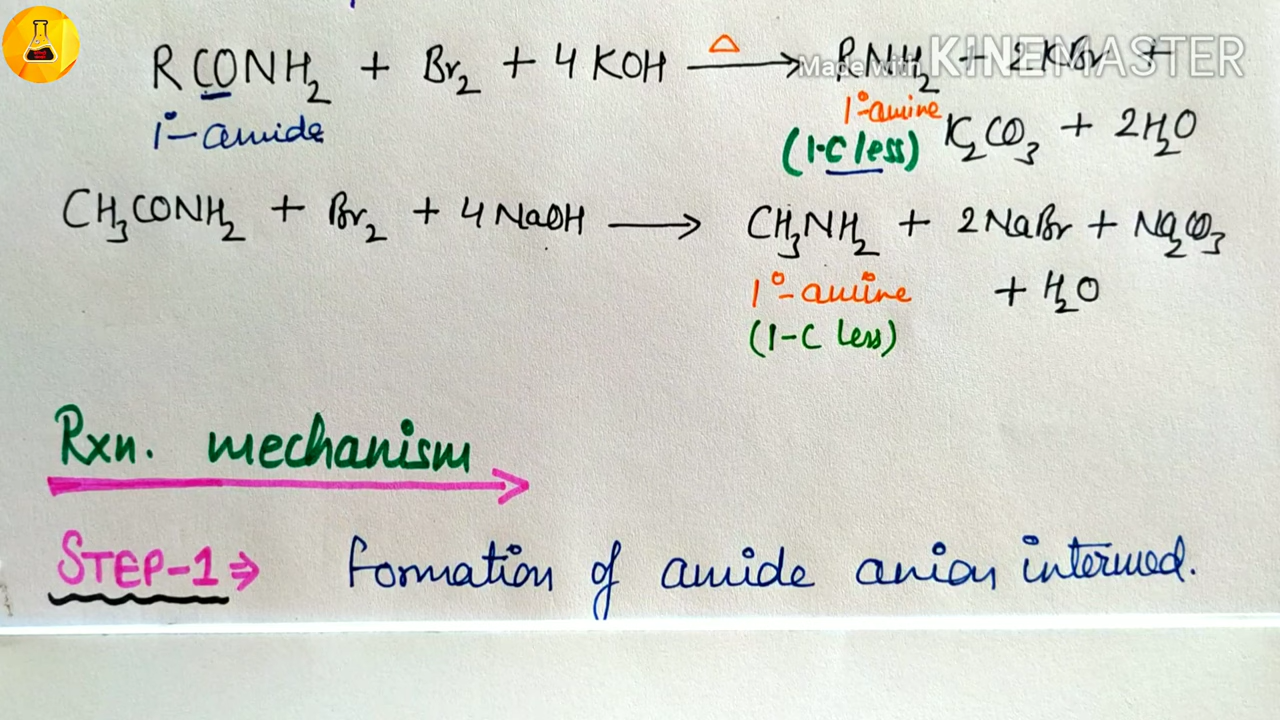 RCONH₂ + Br₂ + 4 KOH —Δ→ RNH₂ + 2KBr +
Made with KINEMASTER
1°-amide
1°-amine
(1-C less) K₂CO₃ + 2H₂O
CH₃CONH₂ + Br₂ + 4 NaOH ⟶ CH₃NH₂ + 2NaBr + Na₂CO₃
1°-amine + H₂O
(1-C less)
Rxn. mechanism
STEP-1 ⇒ Formation of amide anion intermed.